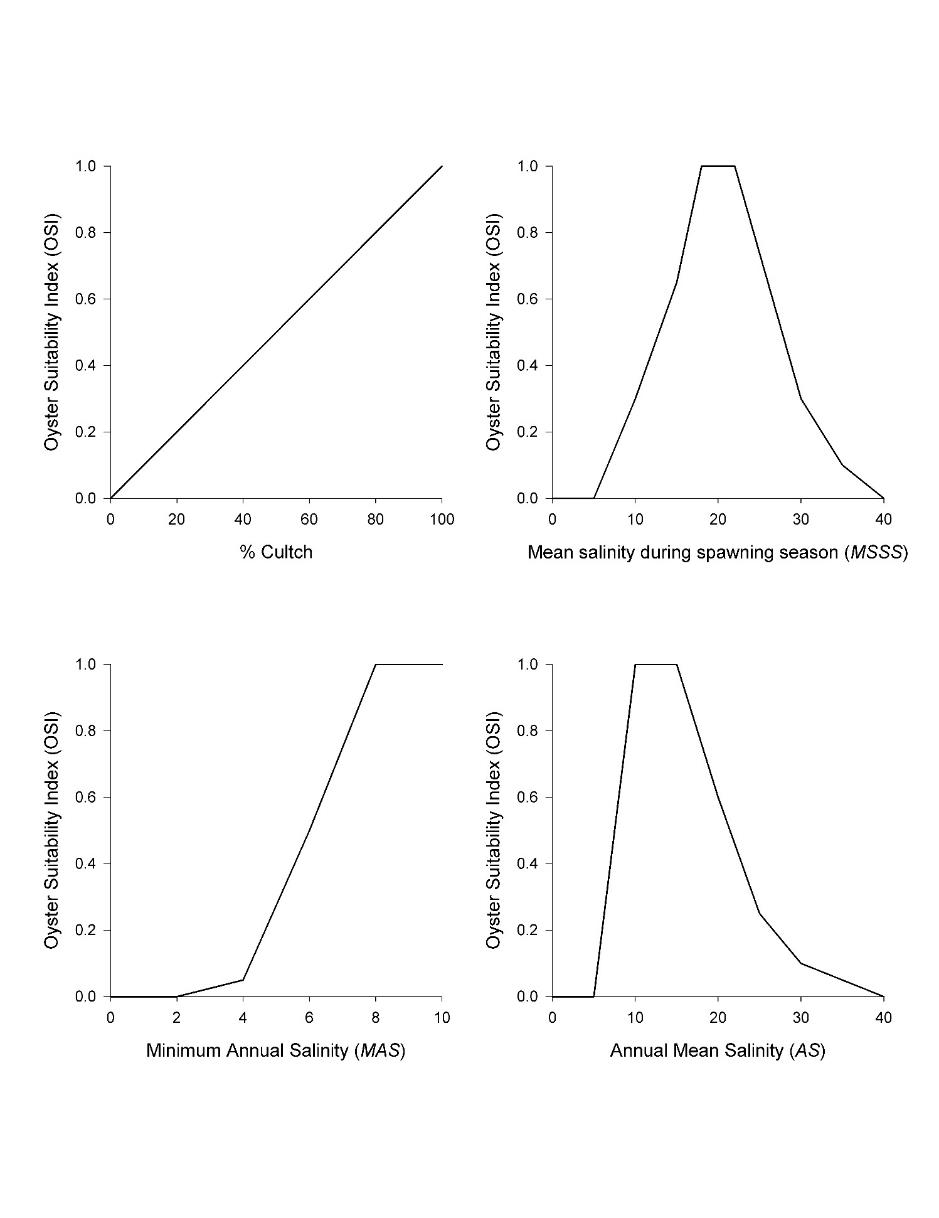 Oyster Suitability Index (OSI)
1.0
0.8
0.6
0.4
0.2
0.0
0 20 40 60 80 100
% Cultch
Oyster Suitability Index (OSI)
1.0
0.8
0.6
0.4
0.2
0.0
0 10 20 30 40
Mean salinity during spawning season (MSSS)
Oyster Suitability Index (OSI)
1.0
0.8
0.6
0.4
0.2
0.0
0 2 4 6 8 10
Minimum Annual Salinity (MAS)
Oyster Suitability Index (OSI)
1.0
0.8
0.6
0.4
0.2
0.0
0 10 20 30 40
Annual Mean Salinity (AS)